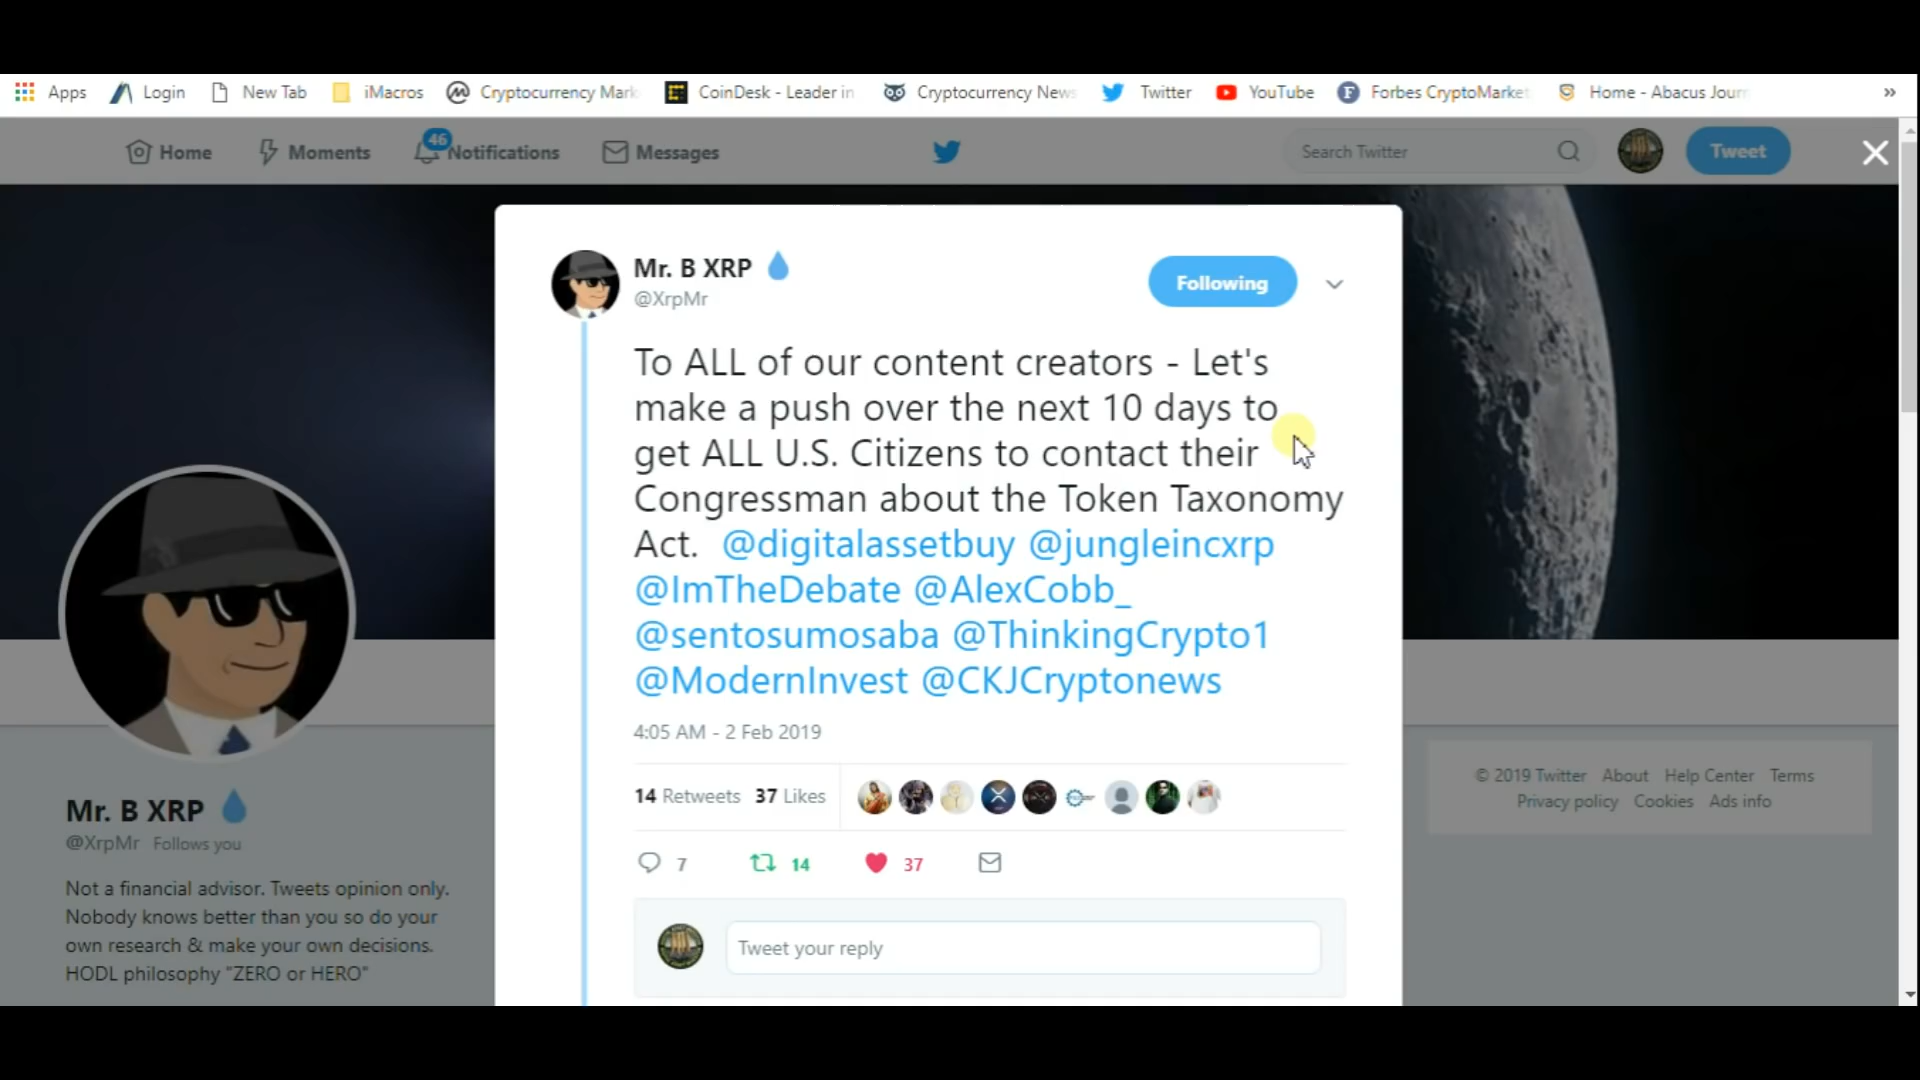 Apps Login New Tab iMacros Cryptocurrency Mark CoinDesk - Leader in Cryptocurrency News Twitter YouTube Forbes CryptoMarket Home - Abacus Journ »
Home Moments 46 Notifications Messages Search Twitter Tweet
Mr. B XRP
@XrpMr
Following
To ALL of our content creators - Let's
make a push over the next 10 days to
get ALL U.S. Citizens to contact their
Congressman about the Token Taxonomy
Act. @digitalassetbuy @jungleincxrp
@ImTheDebate @AlexCobb_
@sentosumosaba @ThinkingCrypto1
@ModernInvest @CKJCryptonews
4:05 AM - 2 Feb 2019
14 Retweets 37 Likes
7 14 37
Tweet your reply
Mr. B XRP
@XrpMr Follows you
Not a financial advisor. Tweets opinion only.
Nobody knows better than you so do your
own research & make your own decisions.
HODL philosophy "ZERO or HERO"
© 2019 Twitter About Help Center Terms
Privacy policy Cookies Ads info